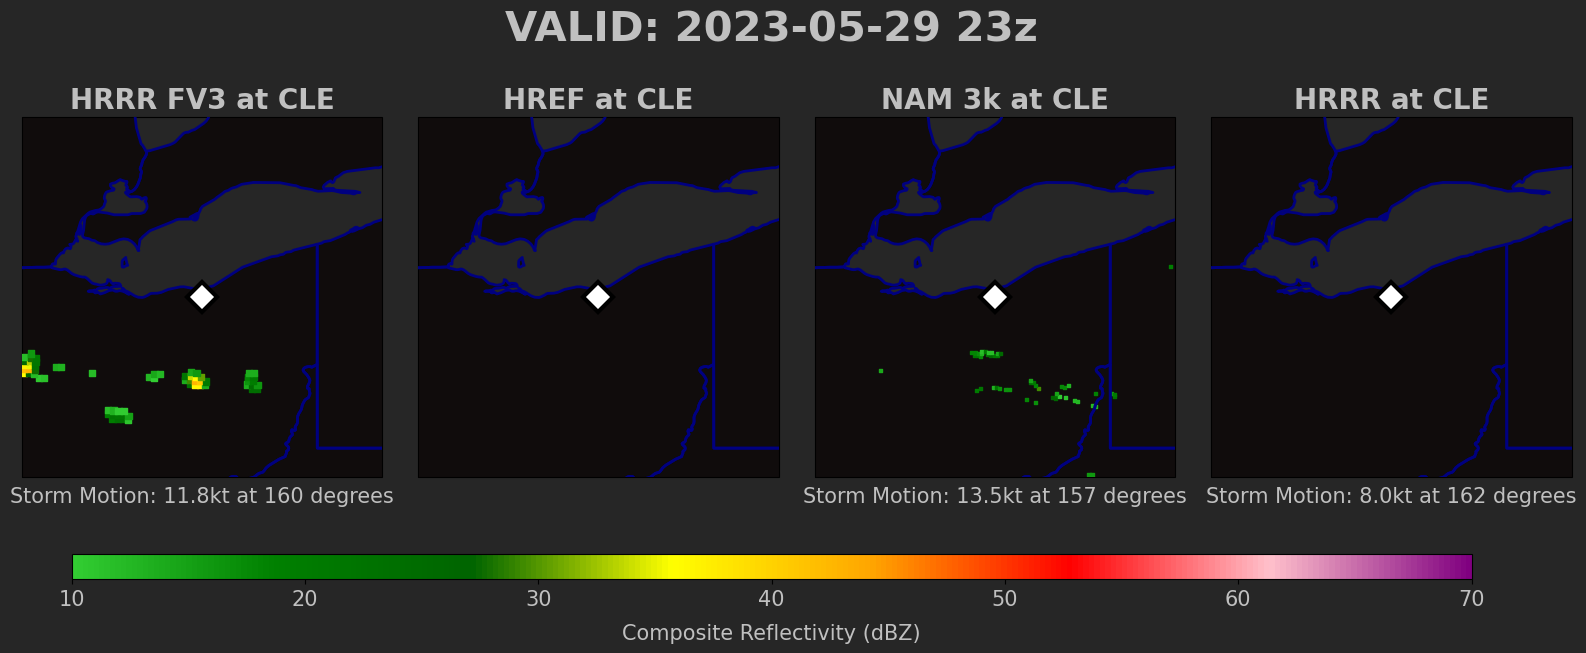 VALID: 2023-05-29 23z
HRRR FV3 at CLE
HREF at CLE
NAM 3k at CLE
HRRR at CLE
Storm Motion: 11.8kt at 160 degrees
Storm Motion: 13.5kt at 157 degrees
Storm Motion: 8.0kt at 162 degrees
10 20 30 40 50 60 70
Composite Reflectivity (dBZ)